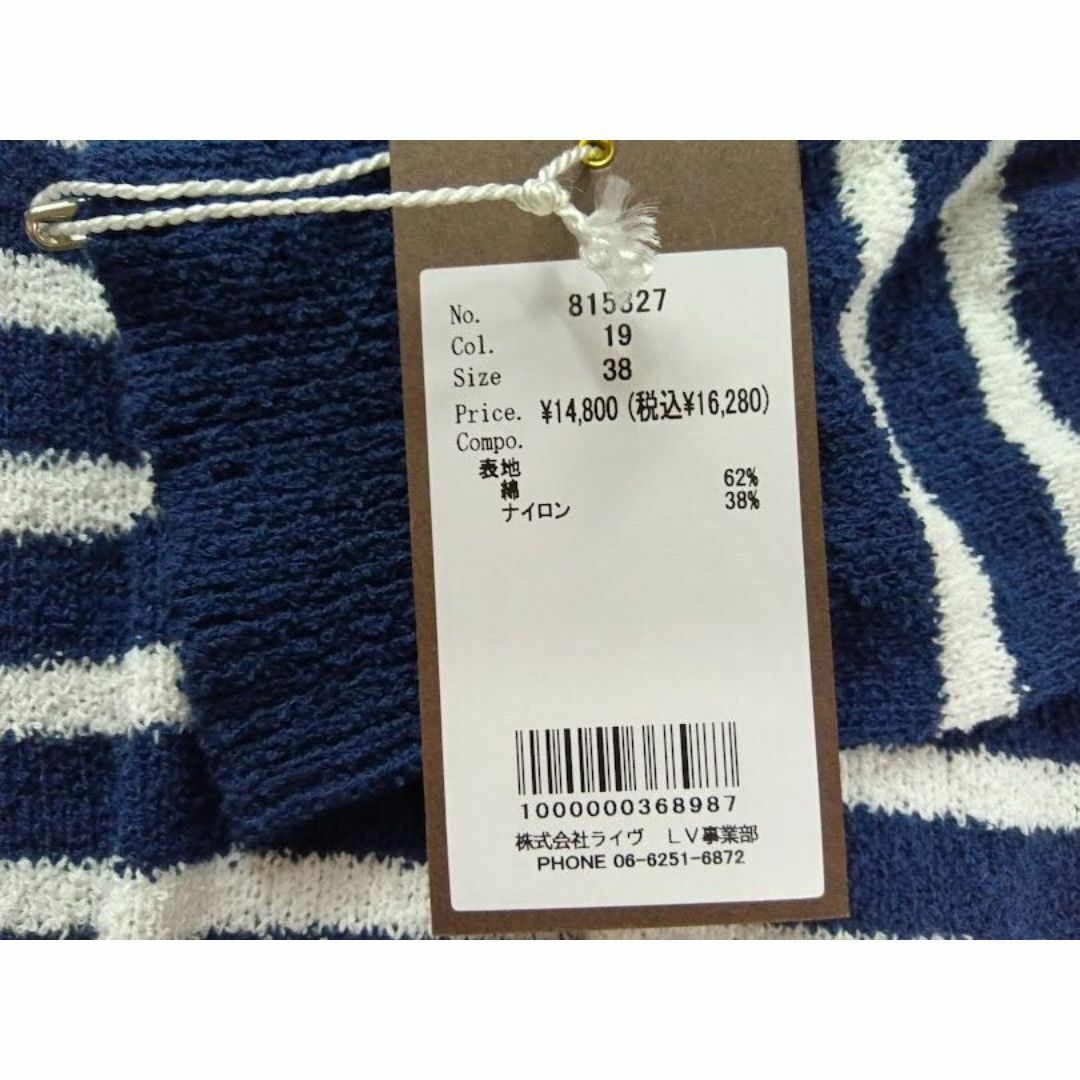 No. 815327
Col. 19
Size 38
Price. ¥14,800 (税込¥16,280)
Compo.
表地
綿 62%
ナイロン 38%
1000000368987
株式会社ライヴ LV事業部
PHONE 06-6251-6872